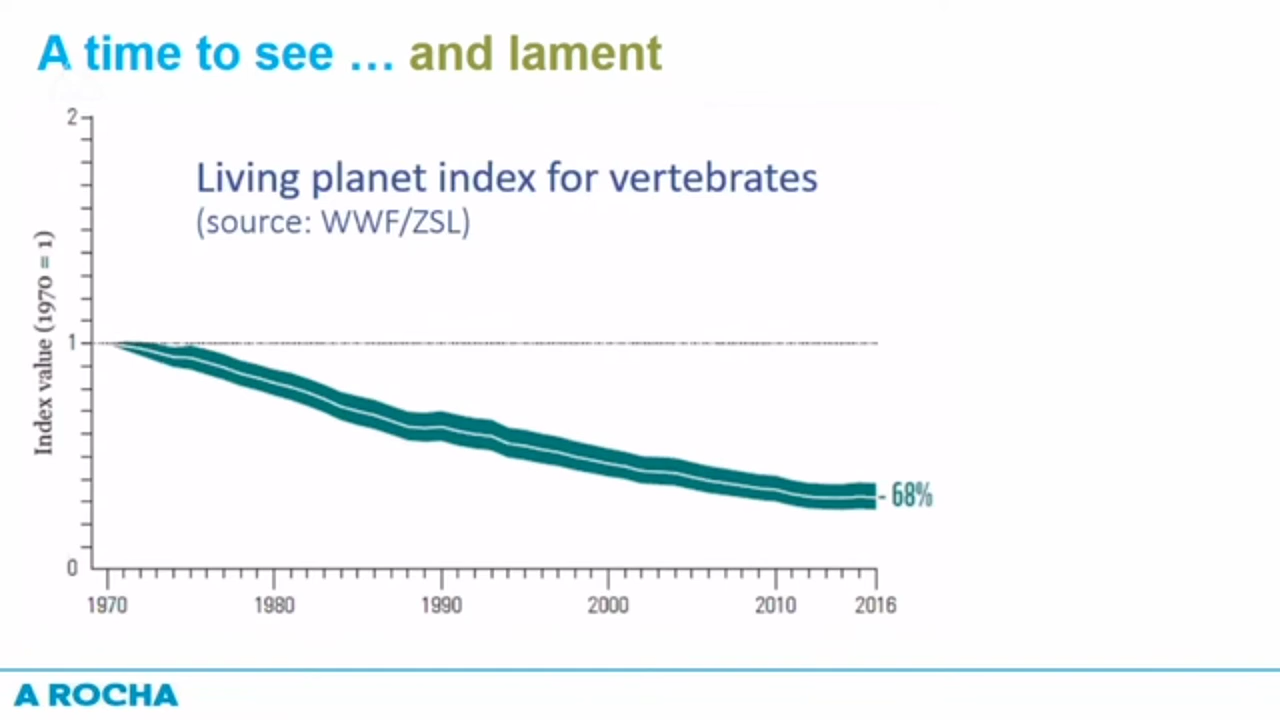 A time to see … and lament
2
Living planet index for vertebrates
(source: WWF/ZSL)
Index value (1970 = 1)
1
- 68%
0
1970 1980 1990 2000 2010 2016
A ROCHA